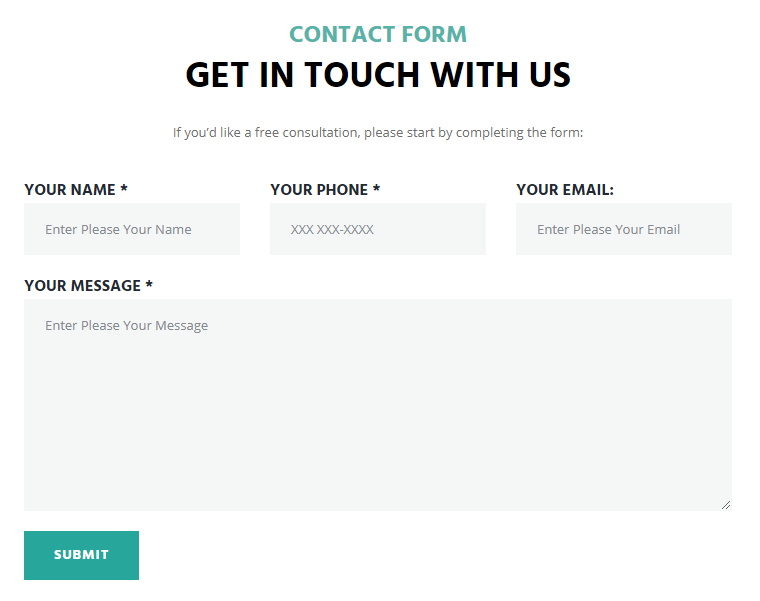 CONTACT FORM
GET IN TOUCH WITH US
If you’d like a free consultation, please start by completing the form:
YOUR NAME * YOUR PHONE * YOUR EMAIL:
Enter Please Your Name XXX XXX-XXXX Enter Please Your Email
YOUR MESSAGE *
Enter Please Your Message
SUBMIT